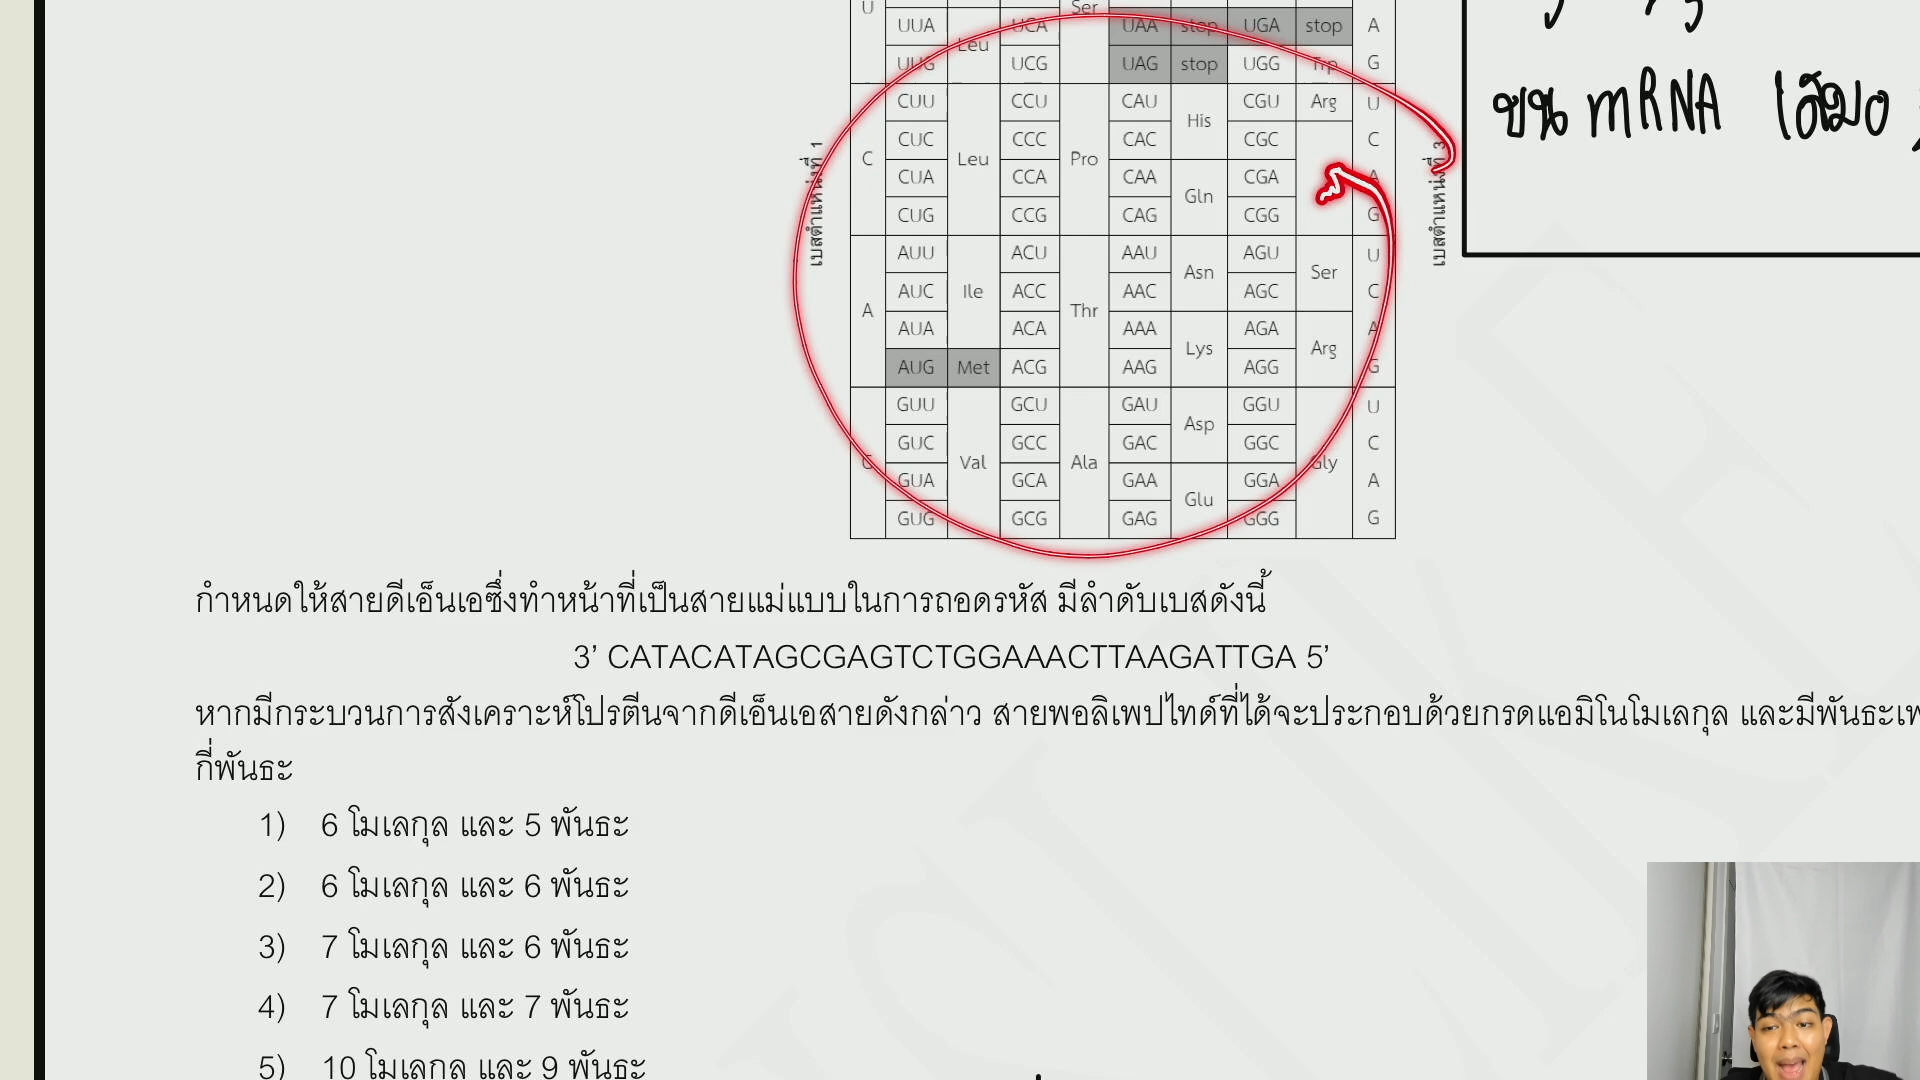 U UUA Leu UCA Ser UAA stop UGA stop A
UUG UCG UAG stop UGG Trp G
CUU CCU CAU His CGU Arg U
C CUC Leu CCC Pro CAC CGC C
CUA CCA CAA Gln CGA A
CUG CCG CAG CGG G
AUU ACU AAU Asn AGU Ser U
A AUC Ile ACC Thr AAC AGC C
AUA ACA AAA Lys AGA Arg A
AUG Met ACG AAG AGG G
GUU GCU GAU Asp GGU U
G GUC Val GCC Ala GAC GGC Gly C
GUA GCA GAA Glu GGA A
GUG GCG GAG GGG G
เบสตำแหน่งที่ 1
เบสตำแหน่งที่ 3
บน mRNA เสมอ
กำหนดให้สายดีเอ็นเอซึ่งทำหน้าที่เป็นสายแม่แบบในการถอดรหัส มีลำดับเบสดังนี้
3’ CATACATAGCGAGTCTGGAAACTTAAGATTGA 5’
หากมีกระบวนการสังเคราะห์โปรตีนจากดีเอ็นเอสายดังกล่าว สายพอลิเพปไทด์ที่ได้จะประกอบด้วยกรดแอมิโนโมเลกุล และมีพันธะเพ
กี่พันธะ
1) 6 โมเลกุล และ 5 พันธะ
2) 6 โมเลกุล และ 6 พันธะ
3) 7 โมเลกุล และ 6 พันธะ
4) 7 โมเลกุล และ 7 พันธะ
5) 10 โมเลกุล และ 9 พันธะ